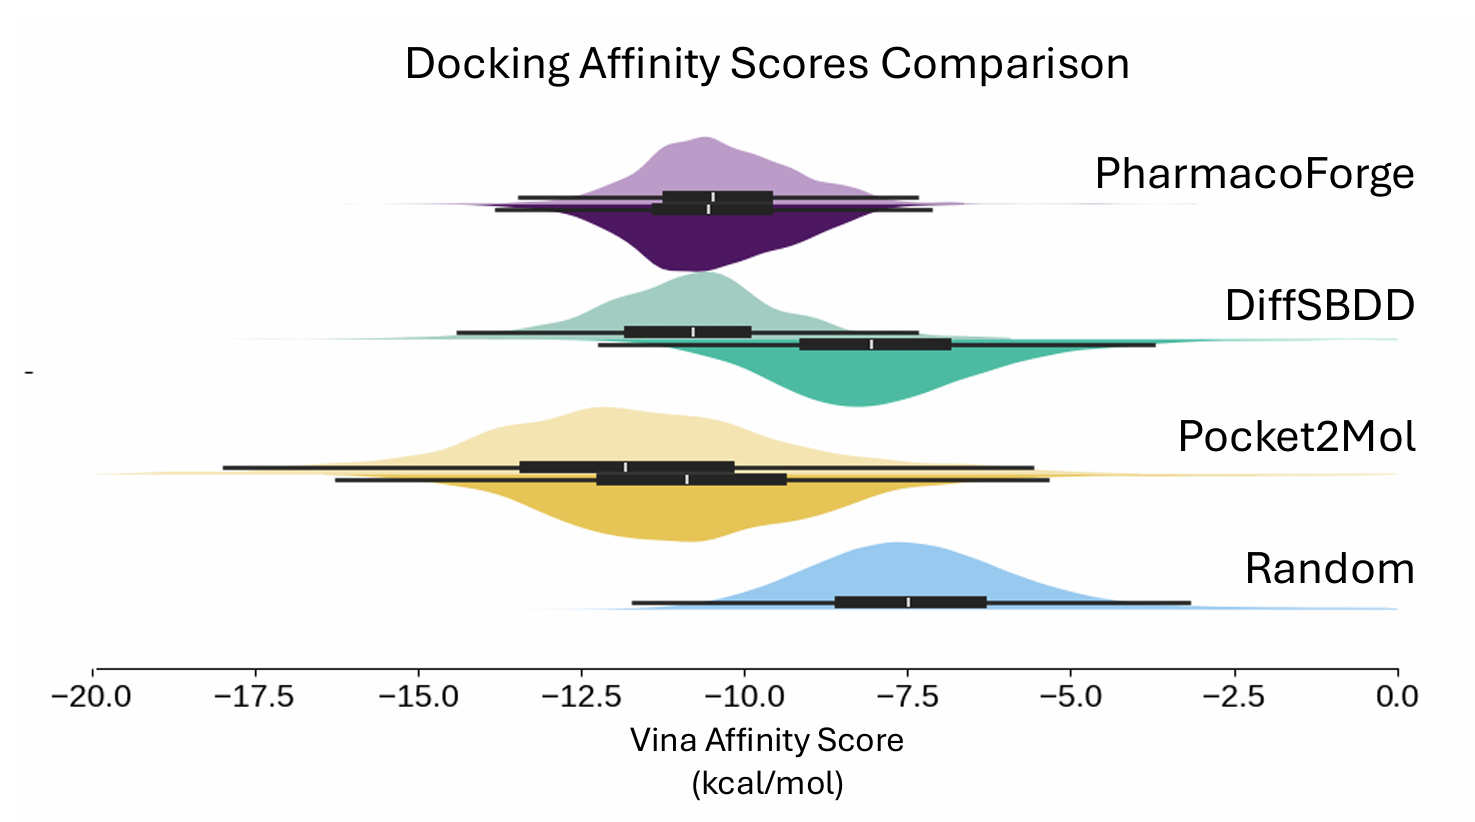 Docking Affinity Scores Comparison
PharmacoForge
DiffSBDD
-
Pocket2Mol
Random
−20.0 −17.5 −15.0 −12.5 −10.0 −7.5 −5.0 −2.5 0.0
Vina Affinity Score
(kcal/mol)